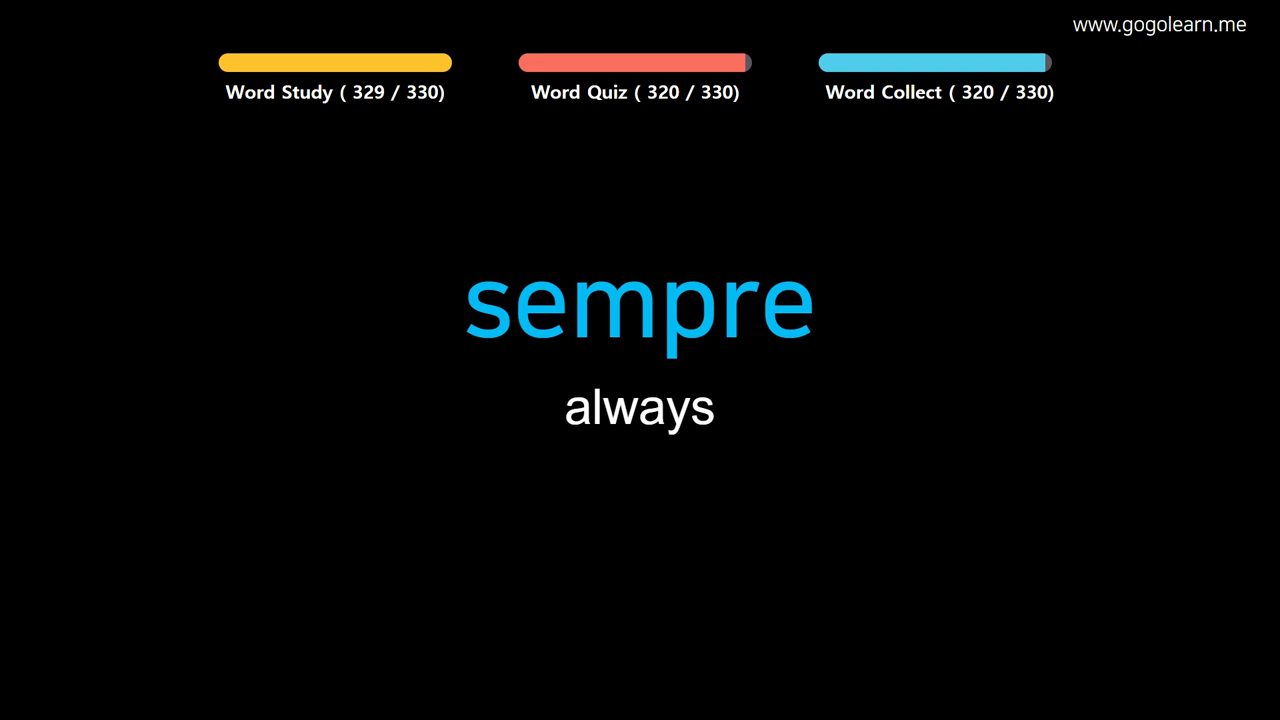 www.gogolearn.me
Word Study ( 329 / 330)
Word Quiz ( 320 / 330)
Word Collect ( 320 / 330)
sempre
always